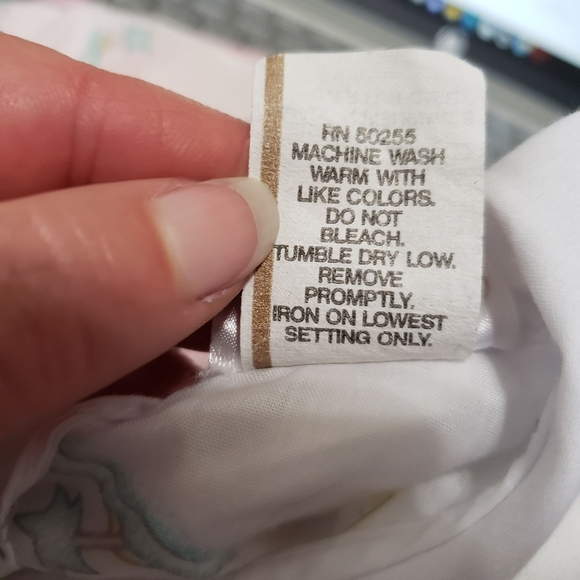 RN 50255
MACHINE WASH
WARM WITH
LIKE COLORS.
DO NOT
BLEACH.
TUMBLE DRY LOW.
REMOVE
PROMPTLY.
IRON ON LOWEST
SETTING ONLY.